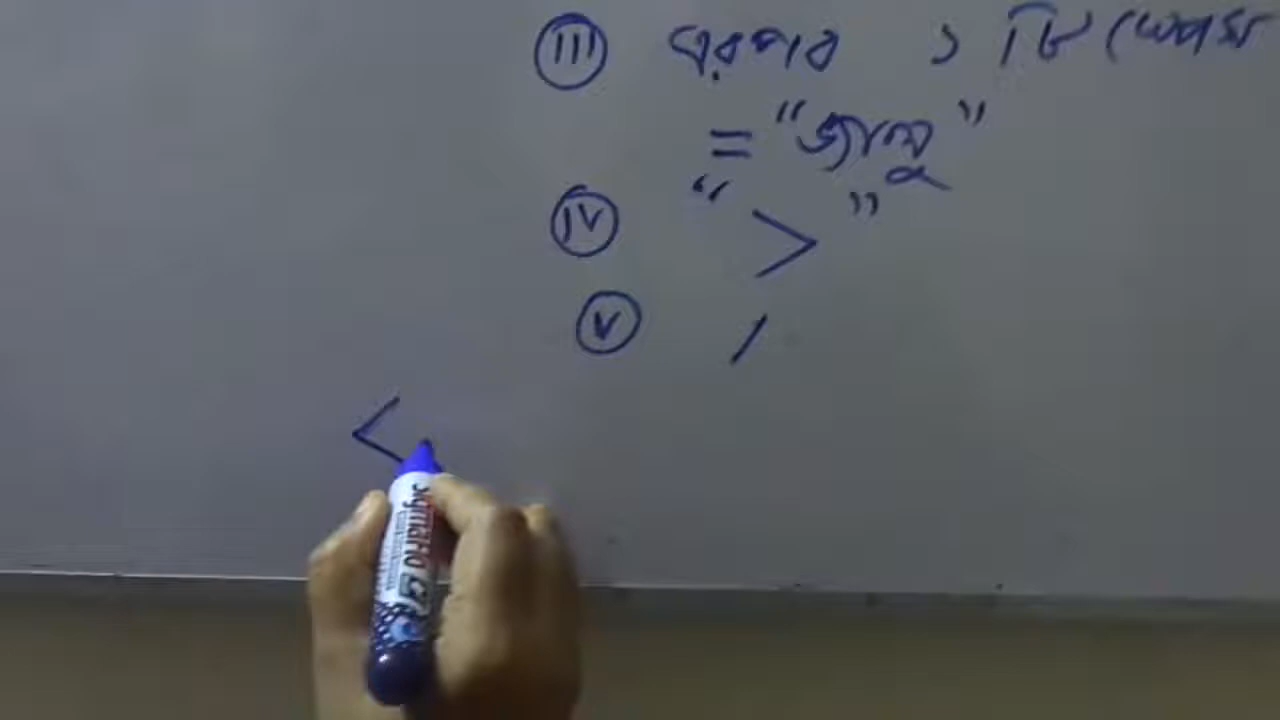 (III) এরপর ১ টি স্পেস
= "ভ্যালু"
(IV) ">"
(V) /
<